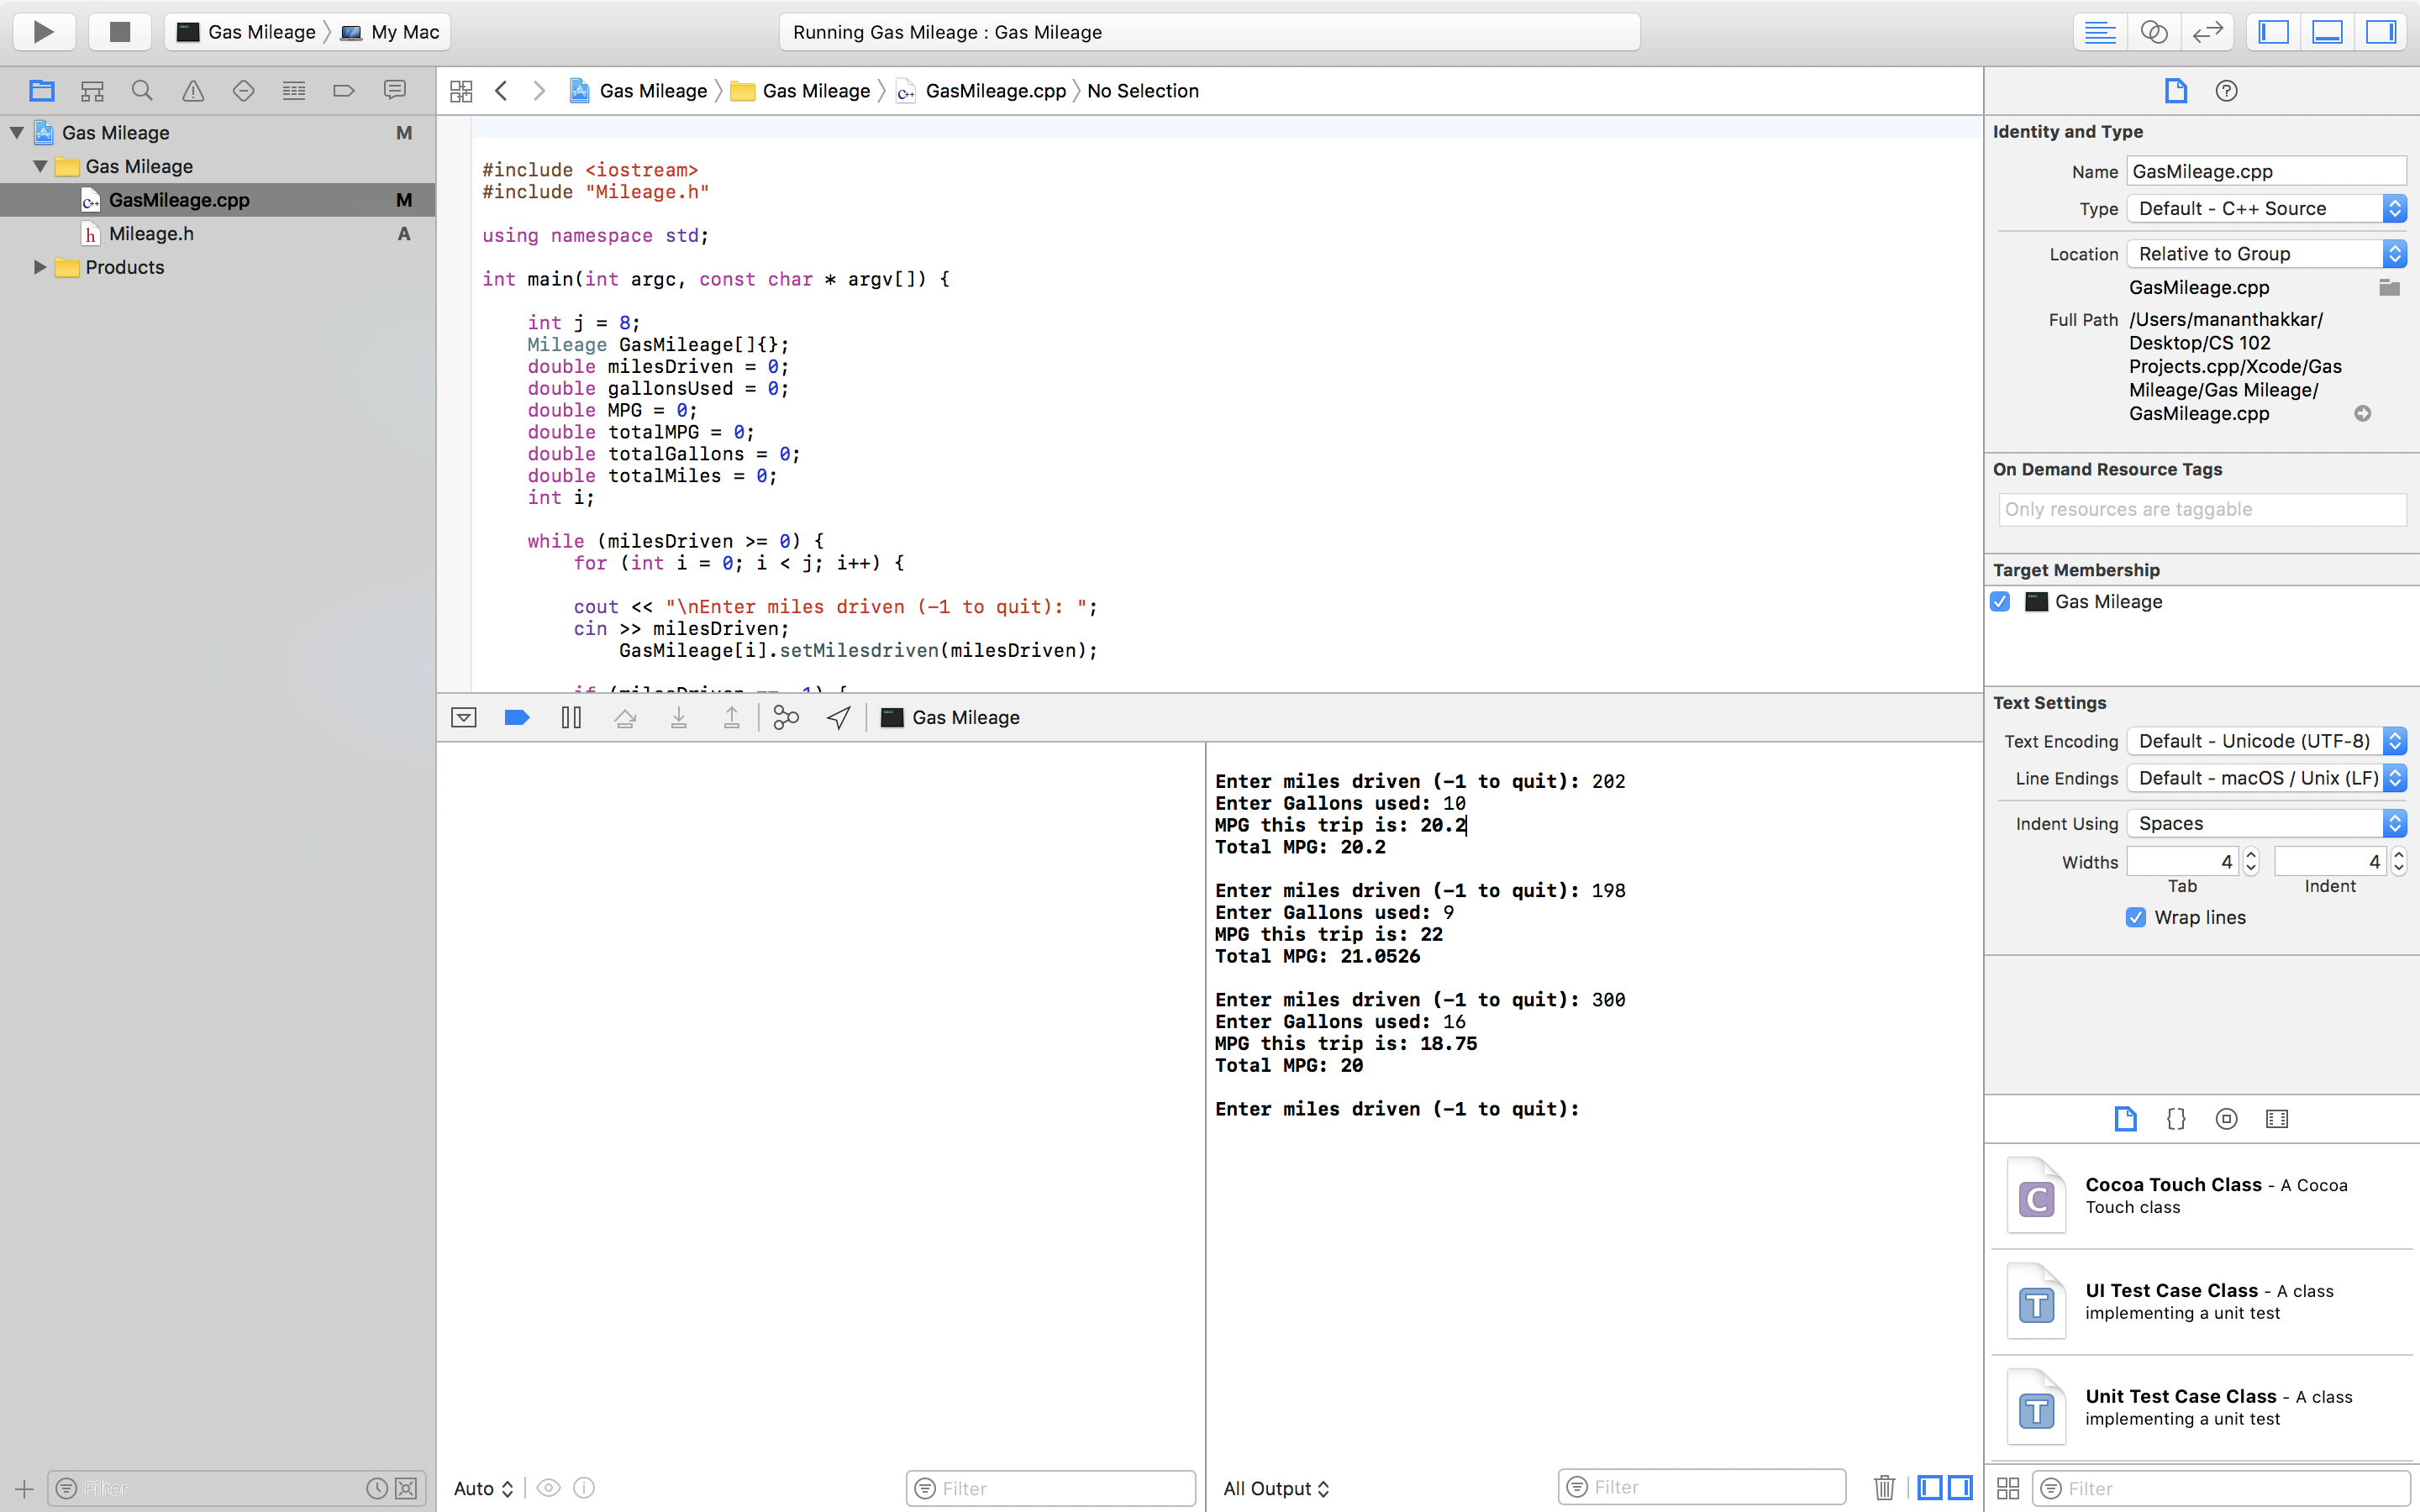 Gas Mileage 〉 My Mac
Running Gas Mileage : Gas Mileage
Gas Mileage 〉 Gas Mileage 〉 GasMileage.cpp 〉 No Selection
Gas Mileage M
Gas Mileage
GasMileage.cpp M
Mileage.h A
Products
#include <iostream>
#include "Mileage.h"
using namespace std;
int main(int argc, const char * argv[]) {
int j = 8;
Mileage GasMileage[]{};
double milesDriven = 0;
double gallonsUsed = 0;
double MPG = 0;
double totalMPG = 0;
double totalGallons = 0;
double totalMiles = 0;
int i;
while (milesDriven >= 0) {
for (int i = 0; i < j; i++) {
cout << "\nEnter miles driven (-1 to quit): ";
cin >> milesDriven;
GasMileage[i].setMilesdriven(milesDriven);
Gas Mileage
Enter miles driven (-1 to quit): 202
Enter Gallons used: 10
MPG this trip is: 20.2
Total MPG: 20.2
Enter miles driven (-1 to quit): 198
Enter Gallons used: 9
MPG this trip is: 22
Total MPG: 21.0526
Enter miles driven (-1 to quit): 300
Enter Gallons used: 16
MPG this trip is: 18.75
Total MPG: 20
Enter miles driven (-1 to quit):
Filter
Auto
Filter
All Output
Filter
Identity and Type
Name GasMileage.cpp
Type Default - C++ Source
Location Relative to Group
GasMileage.cpp
Full Path /Users/mananthakkar/
Desktop/CS 102
Projects.cpp/Xcode/Gas
Mileage/Gas Mileage/
GasMileage.cpp
On Demand Resource Tags
Only resources are taggable
Target Membership
Gas Mileage
Text Settings
Text Encoding Default - Unicode (UTF-8)
Line Endings Default - macOS / Unix (LF)
Indent Using Spaces
Widths 4 4
Tab Indent
Wrap lines
Cocoa Touch Class - A Cocoa
Touch class
UI Test Case Class - A class
implementing a unit test
Unit Test Case Class - A class
implementing a unit test
Filter